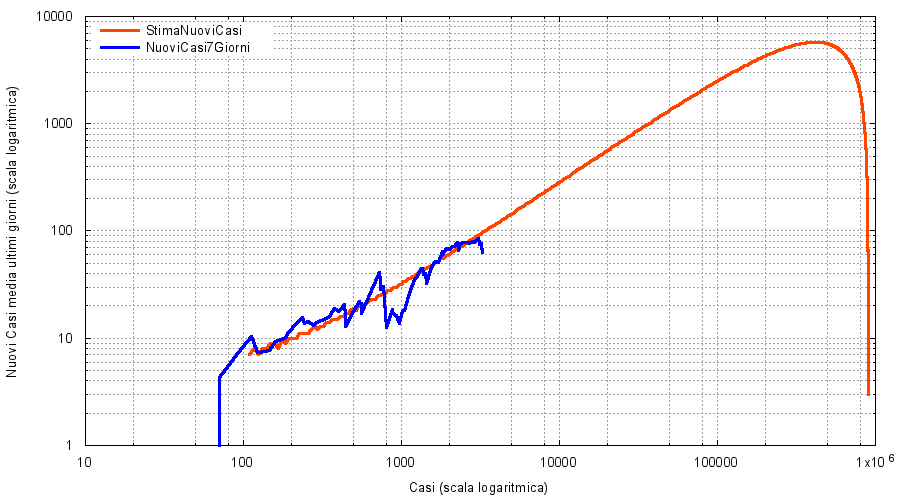 10000
1000
100
10
1
Nuovi Casi media ultimi giorni (scala logaritmica)
StimaNuoviCasi
NuoviCasi7Giorni
10 100 1000 10000 100000 1x10 6
Casi (scala logaritmica)